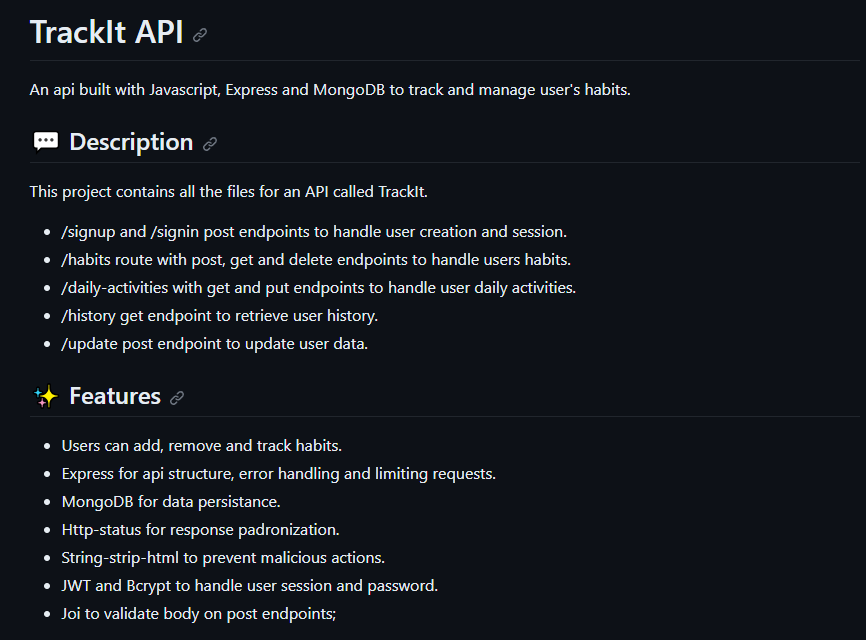 TrackIt API
An api built with Javascript, Express and MongoDB to track and manage user's habits.
Description
This project contains all the files for an API called TrackIt.
/signup and /signin post endpoints to handle user creation and session.
/habits route with post, get and delete endpoints to handle users habits.
/daily-activities with get and put endpoints to handle user daily activities.
/history get endpoint to retrieve user history.
/update post endpoint to update user data.
Features
Users can add, remove and track habits.
Express for api structure, error handling and limiting requests.
MongoDB for data persistance.
Http-status for response padronization.
String-strip-html to prevent malicious actions.
JWT and Bcrypt to handle user session and password.
Joi to validate body on post endpoints;